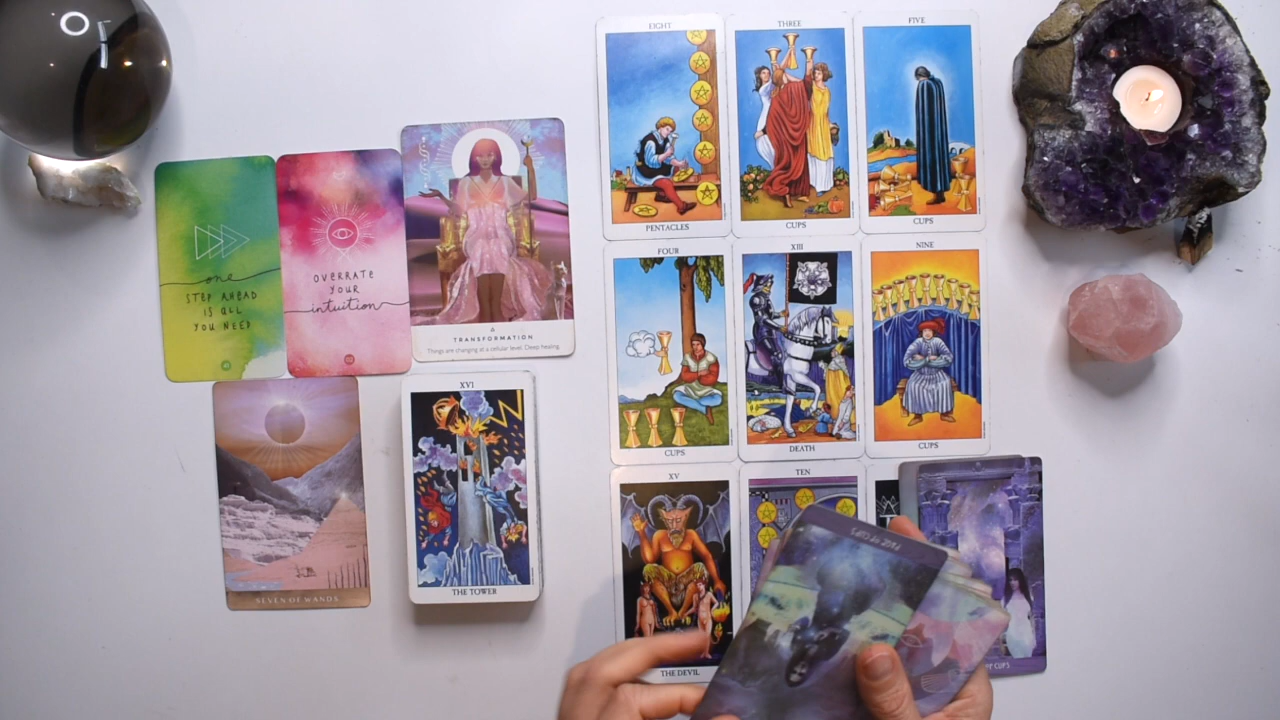 EIGHT
PENTACLES
THREE
CUPS
FIVE
CUPS
one
STEP AHEAD
IS ALL
YOU NEED
OVERRATE
YOUR
intuition
TRANSFORMATION
Things are changing at a cellular level. Deep healing.
FOUR
CUPS
XIII
DEATH
NINE
CUPS
SEVEN OF WANDS
XVI
THE TOWER
XV
THE DEVIL
TEN
CUPS